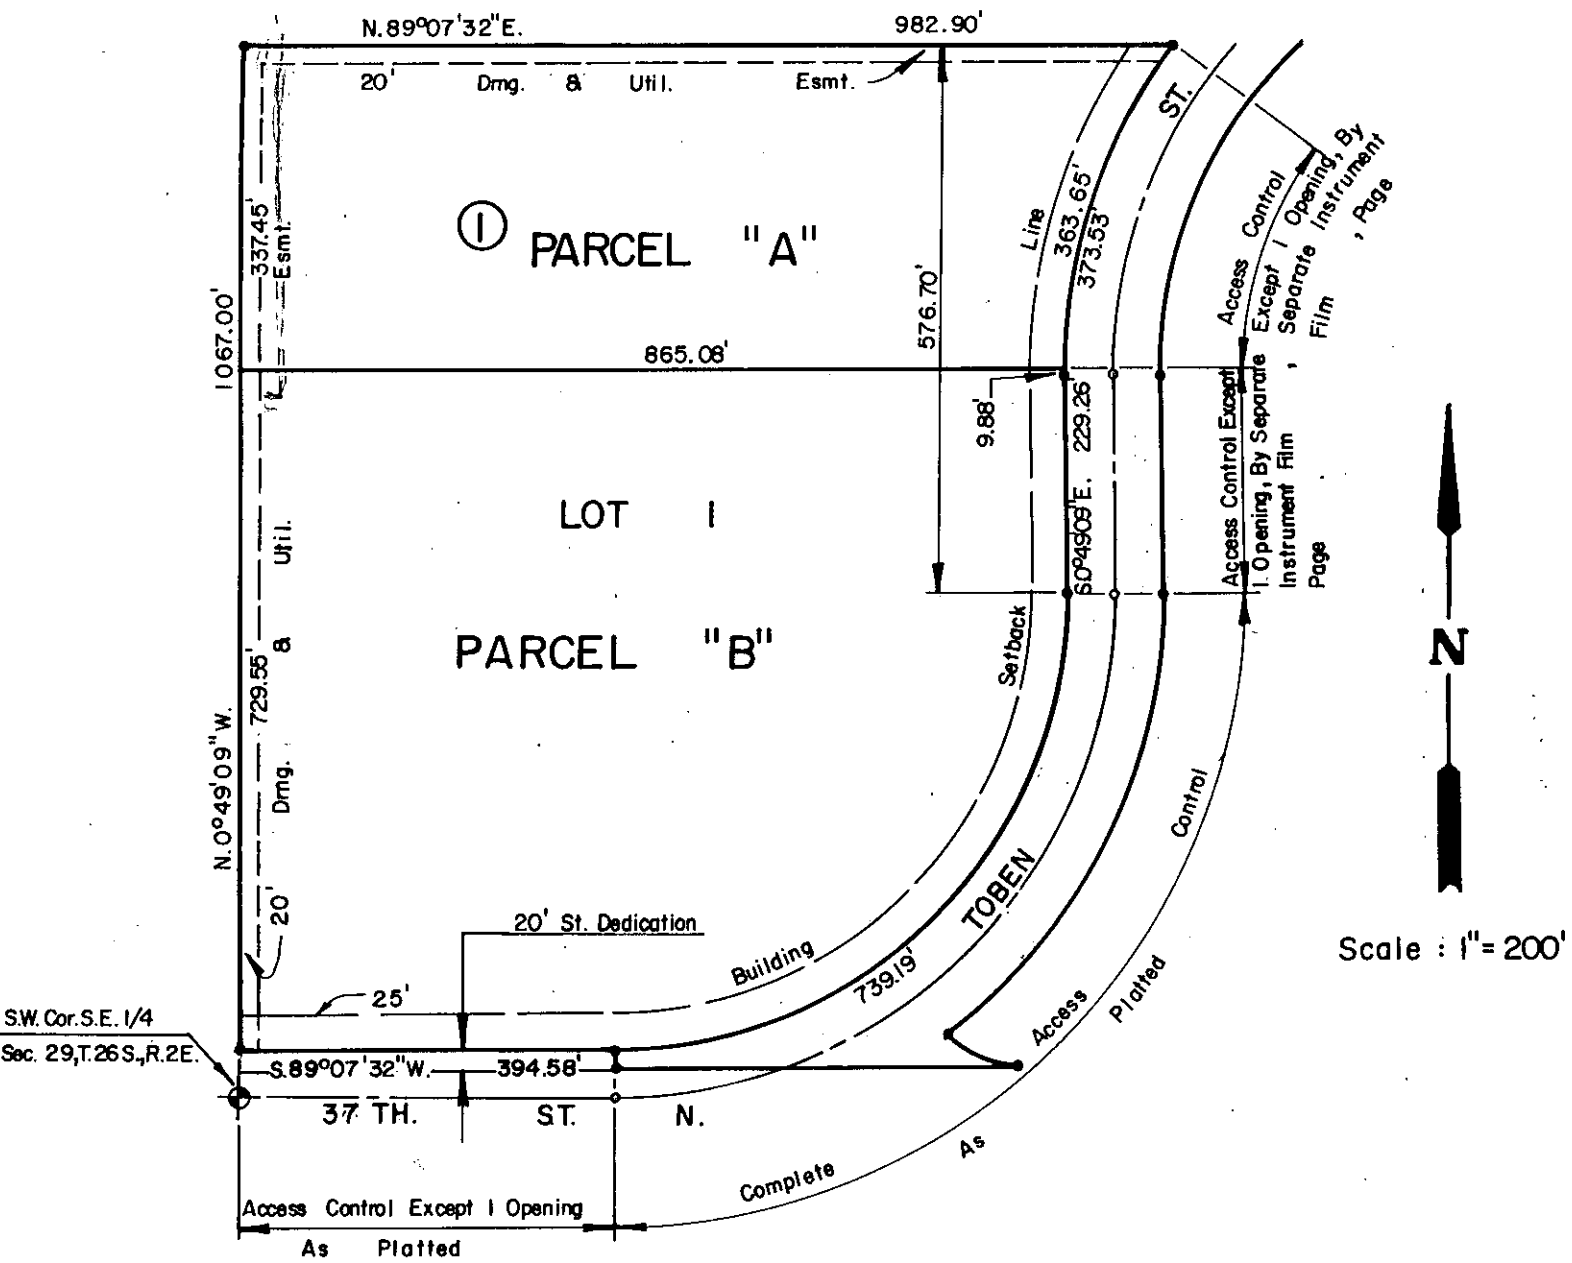 N.89°07'32"E. 982.90'
20' Drng. & Util. Esmt.
ST.
1 PARCEL "A"
337.45'
Esmt.
1067.00'
865.08'
Line
363.65'
373.53'
576.70'
9.88'
229.26'
S.0°49'09"E.
Access Control
Except 1 Opening, By
Separate Instrument
Film , Page
Access Control Except
1 Opening, By Separate
Instrument Film ,
Page
LOT 1
PARCEL "B"
N
Scale : 1"= 200'
729.55'
N.0°49'09"W.
Drng. & Util.
20'
Setback
Building
25'
20' St. Dedication
TOBEN
739.19'
S.W. Cor. S.E. 1/4
Sec. 29, T.26S., R.2E.
S.89°07'32"W. 394.58'
37 TH. ST. N.
Complete Access Control
As Platted
Access Control Except 1 Opening
As Platted